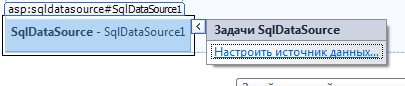 asp:sqldatasource#SqlDataSource1
SqlDataSource - SqlDataSource1
Задачи SqlDataSource
Настроить источник данных...